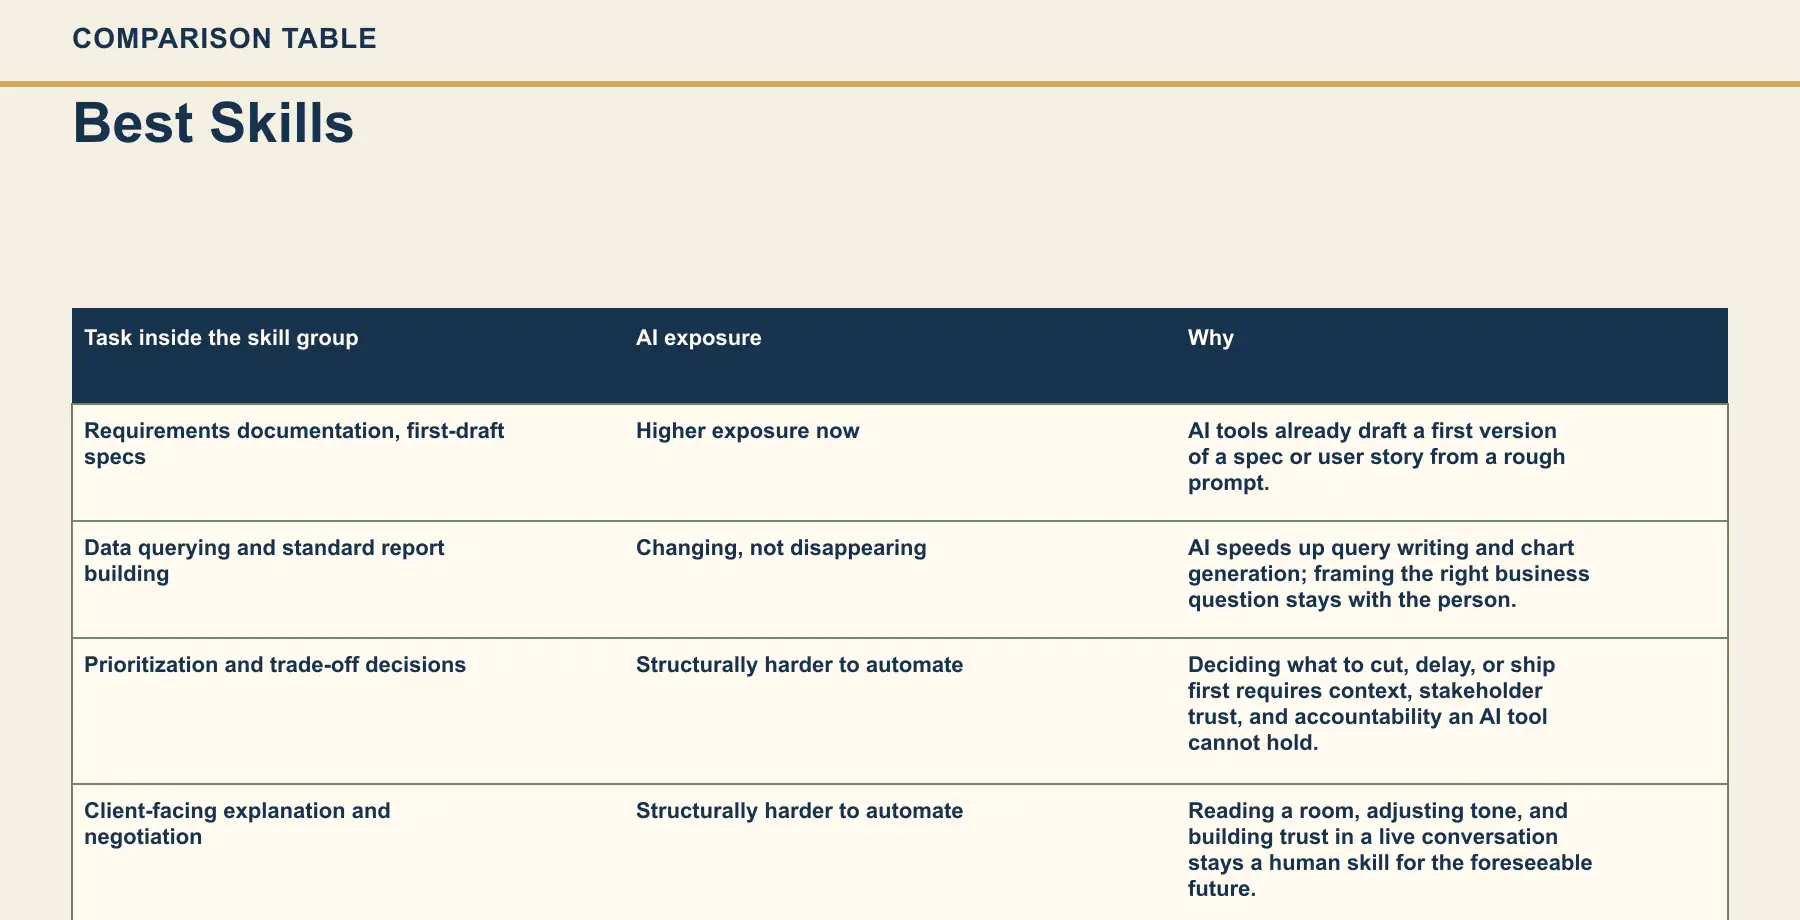 COMPARISON TABLE
Best Skills
Task inside the skill group
AI exposure
Why
Requirements documentation, first-draft
specs
Higher exposure now
AI tools already draft a first version
of a spec or user story from a rough
prompt.
Data querying and standard report
building
Changing, not disappearing
AI speeds up query writing and chart
generation; framing the right business
question stays with the person.
Prioritization and trade-off decisions
Structurally harder to automate
Deciding what to cut, delay, or ship
first requires context, stakeholder
trust, and accountability an AI tool
cannot hold.
Client-facing explanation and
negotiation
Structurally harder to automate
Reading a room, adjusting tone, and
building trust in a live conversation
stays a human skill for the foreseeable
future.